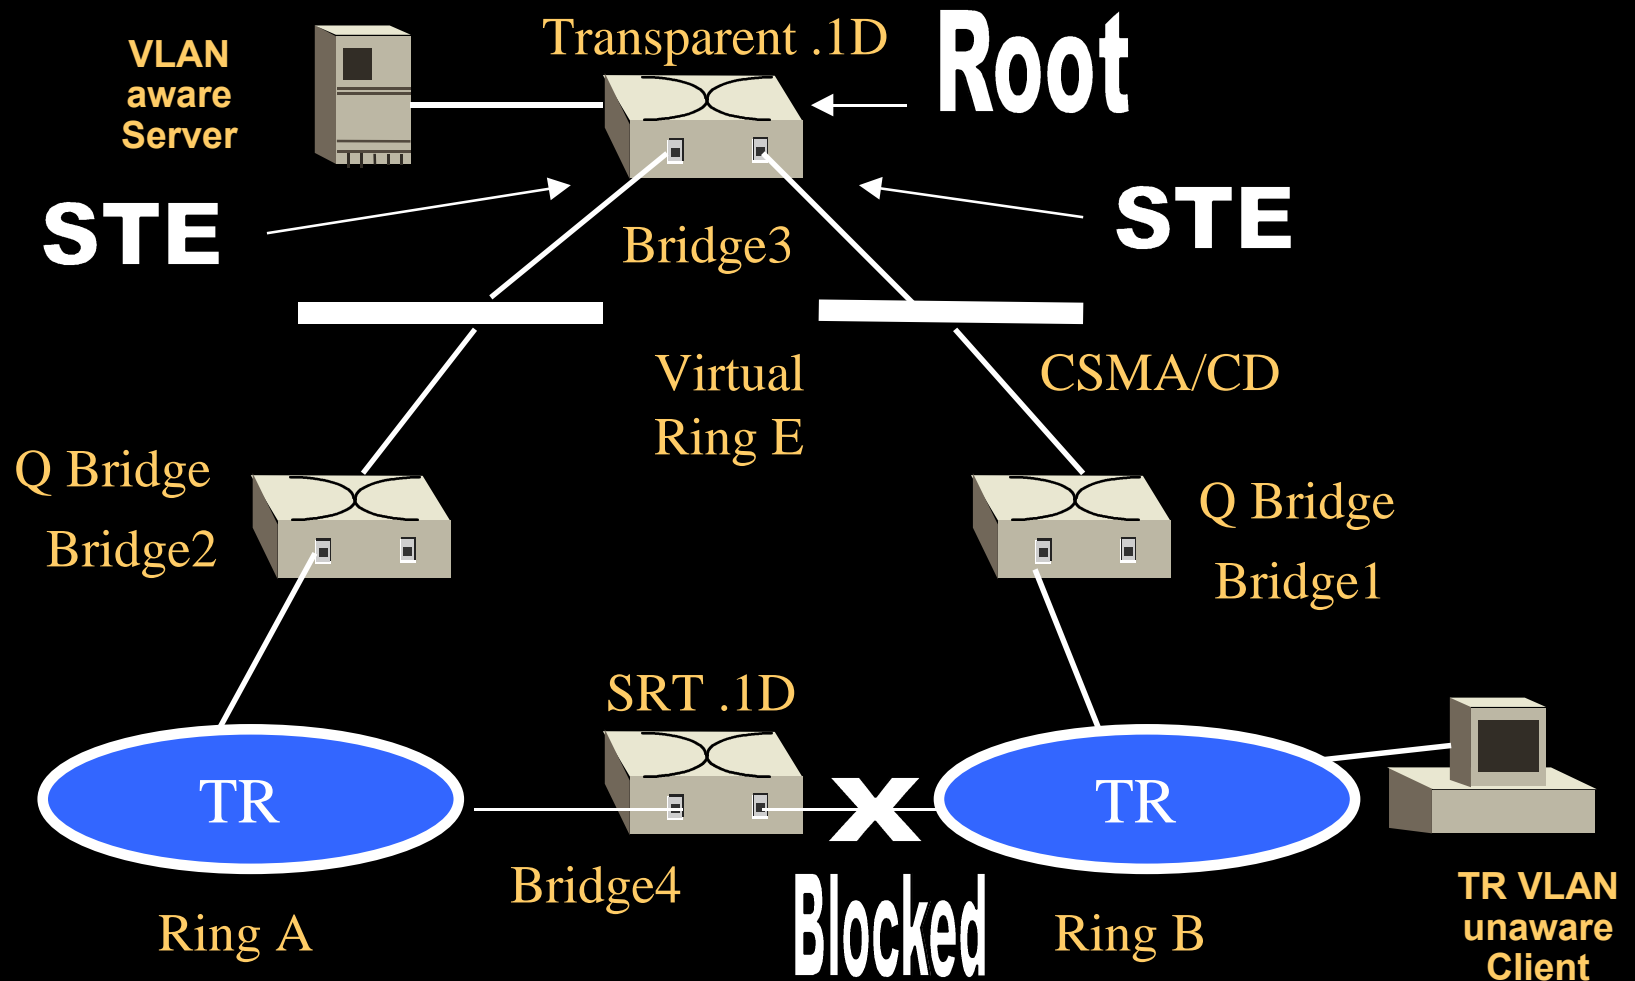 Transparent .1D
Root
VLAN
aware
Server
STE
STE
Bridge3
Virtual
Ring E
CSMA/CD
Q Bridge
Bridge2
Q Bridge
Bridge1
SRT .1D
TR
TR
Bridge4
Blocked
Ring A
Ring B
TR VLAN
unaware
Client